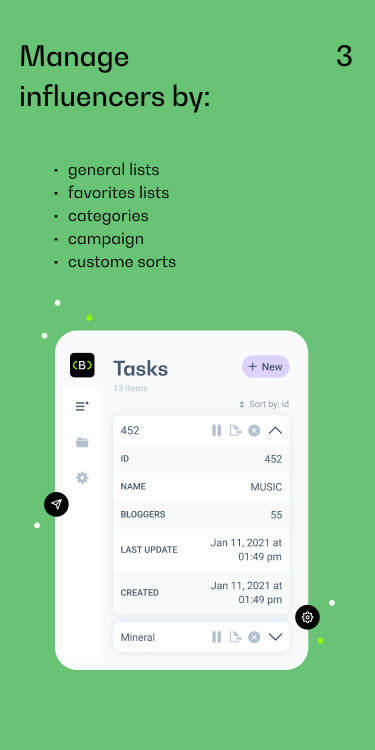 Manage
influencers by:
3
• general lists
• favorites lists
• categories
• campaign
• custome sorts
(B)
Tasks
+ New
13 items
Sort by: id
452
ID 452
NAME MUSIC
BLOGGERS 55
LAST UPDATE Jan 11, 2021 at
01:49 pm
CREATED Jan 11, 2021 at
01:49 pm
Mineral